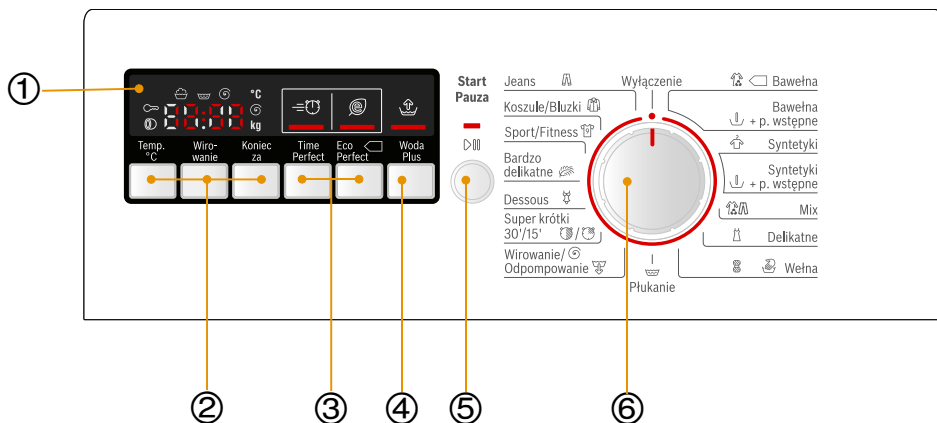 ①
°C
88:88
kg
Temp.
°C
Wiro-
wanie
Koniec
za
Time
Perfect
Eco
Perfect
Woda
Plus
Start
Pauza
Jeans
Koszule/Bluzki
Sport/Fitness
Bardzo
delikatne
Dessous
Super krótki
30'/15' /
Wirowanie/
Odpompowanie
Wyłączenie
Bawełna
Bawełna
+ p. wstępne
Syntetyki
Syntetyki
+ p. wstępne
Mix
Delikatne
Wełna
Płukanie
② ③ ④ ⑤ ⑥